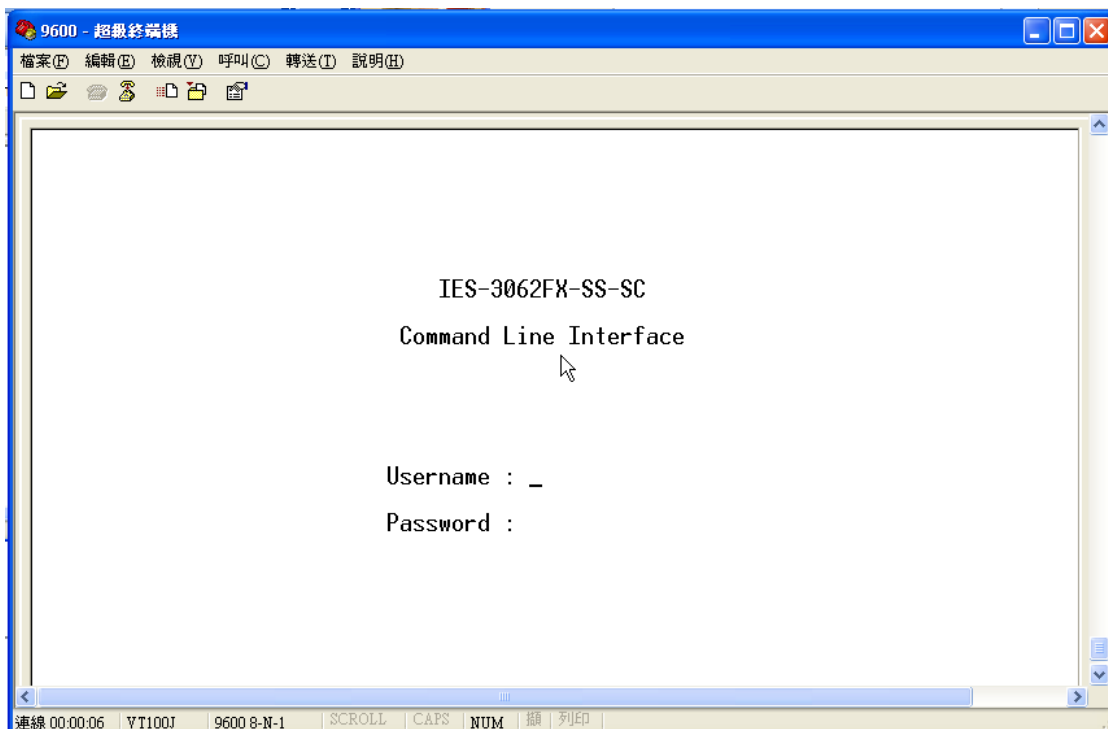 9600 - 超級終端機
檔案(F) 編輯(E) 檢視(V) 呼叫(C) 轉送(T) 說明(H)
IES-3062FX-SS-SC
Command Line Interface
Username : _
Password :
連線 00:00:06 VT100J 9600 8-N-1 SCROLL CAPS NUM 擷 列印